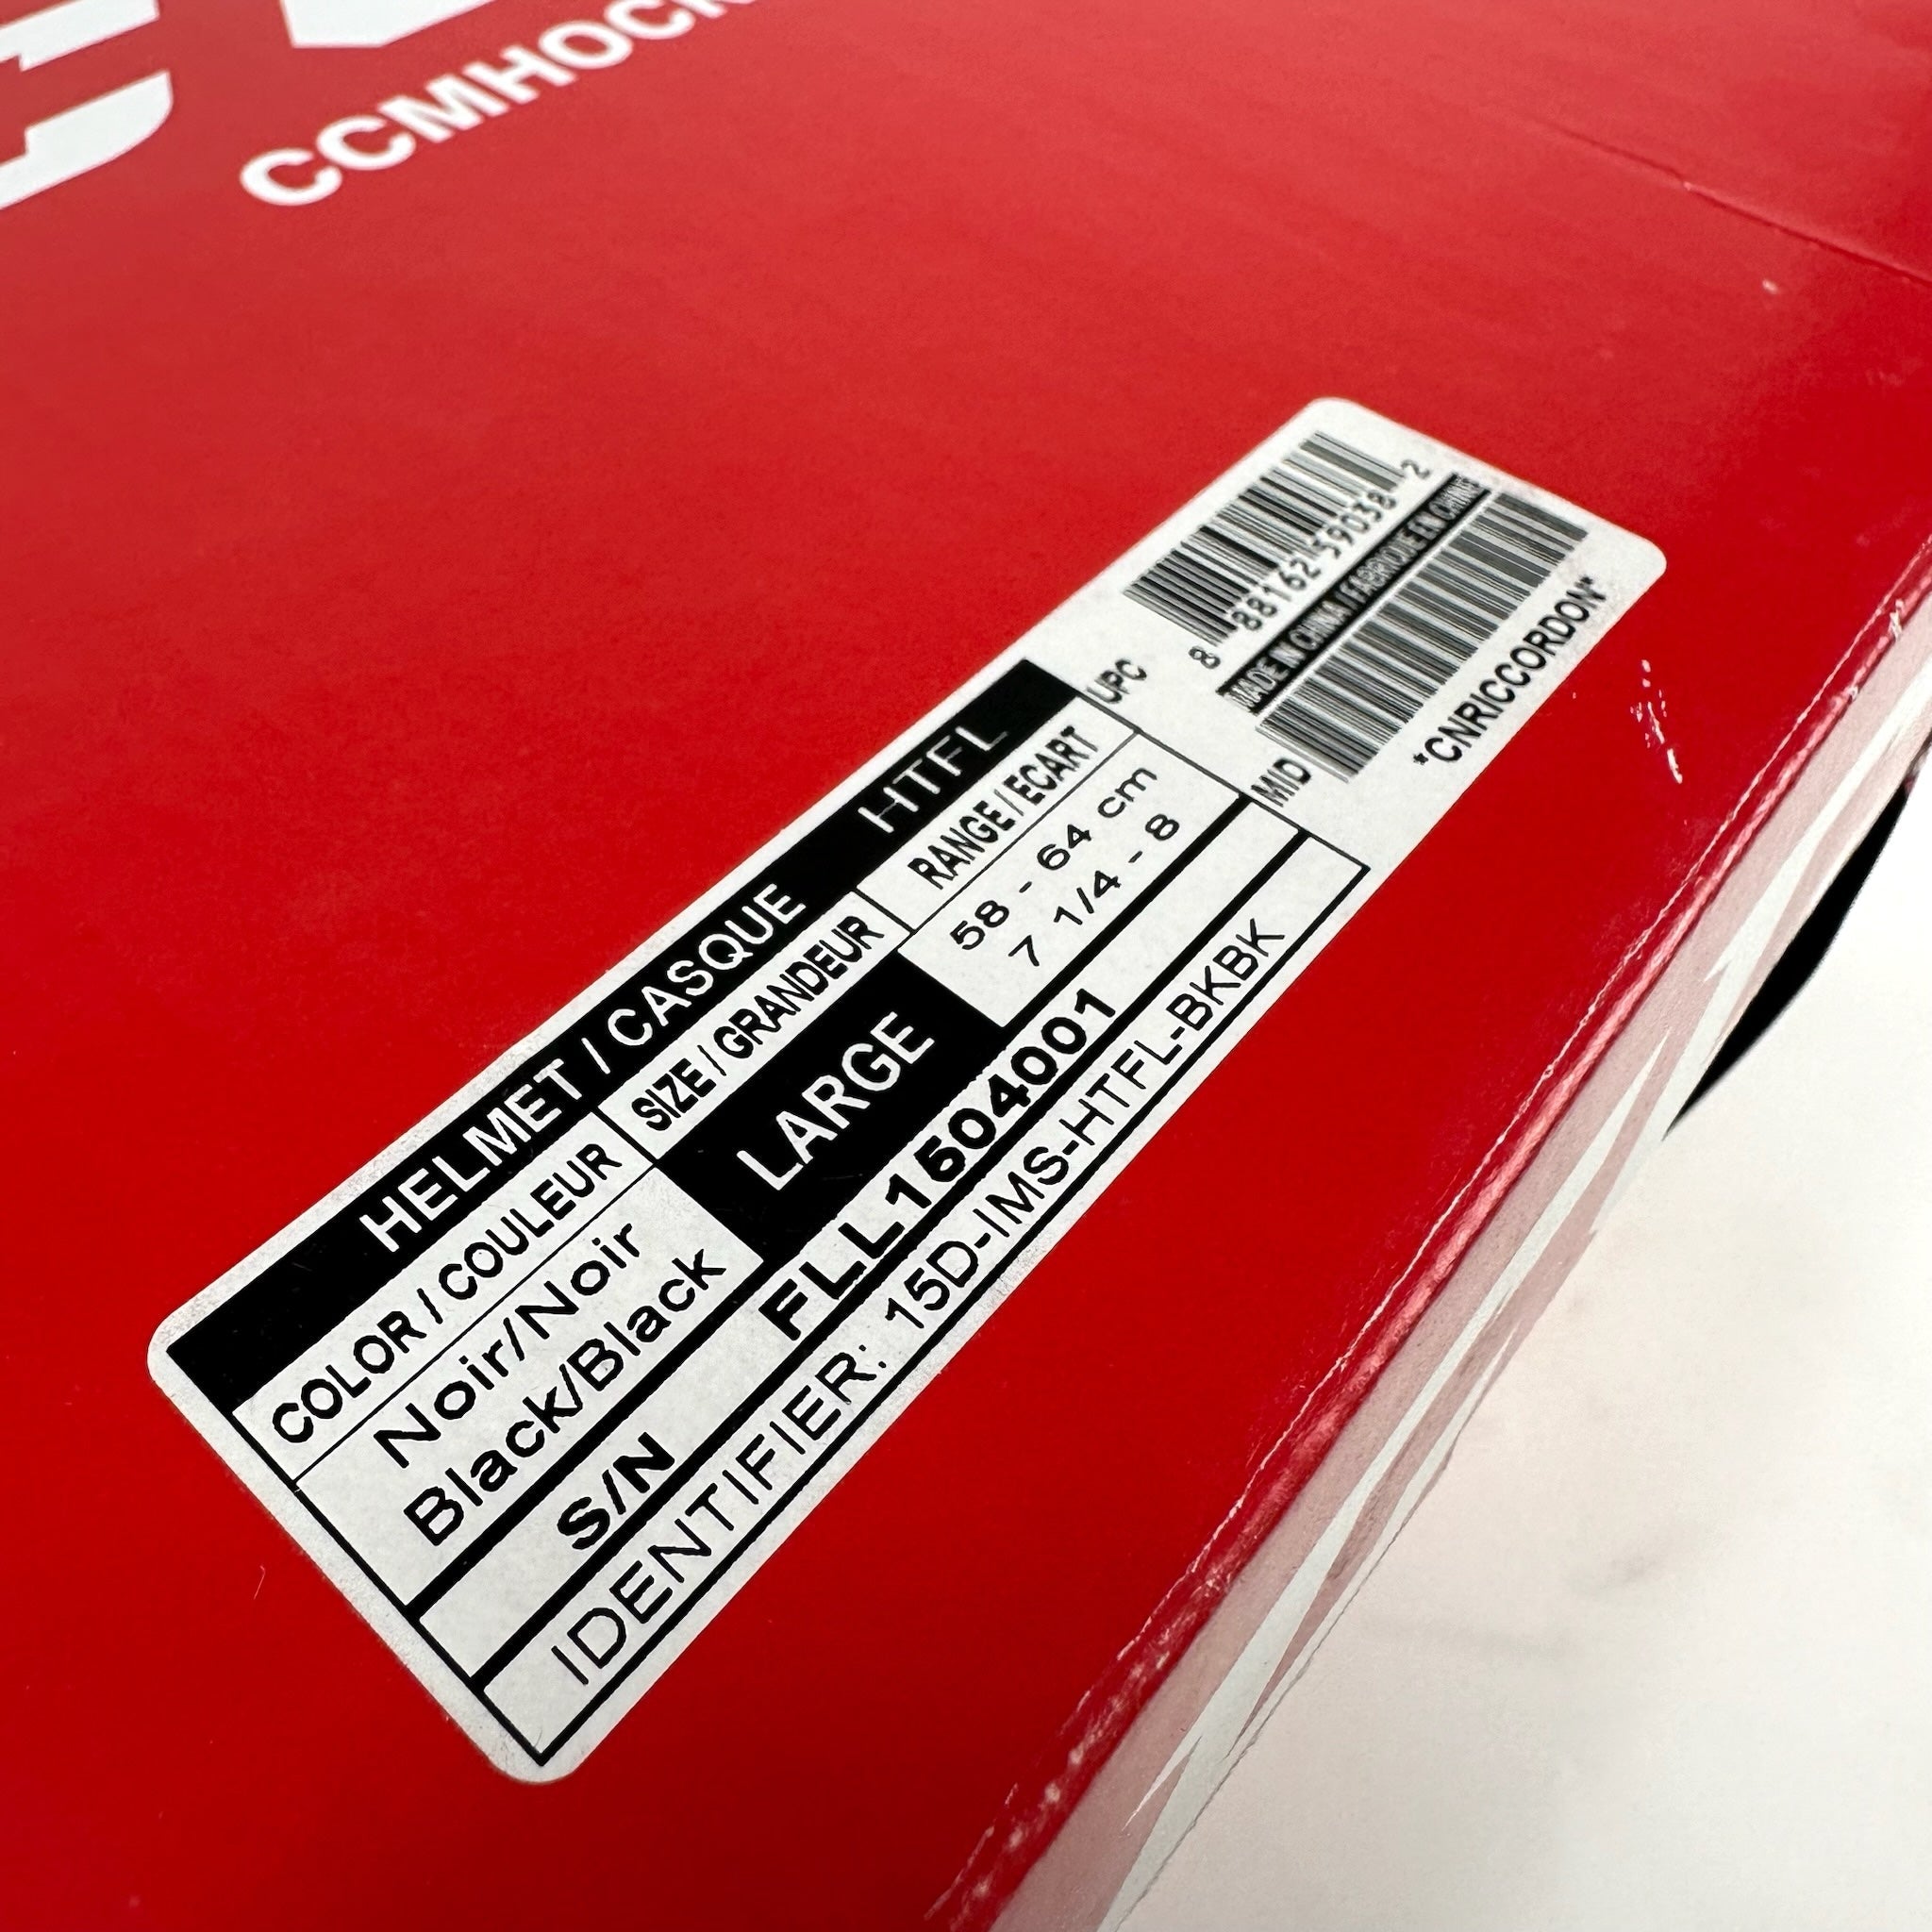 CCMHOCK
HELMET / CASQUE HTFL
COLOR / COULEUR SIZE / GRANDEUR RANGE / ECART
Noir/Noir
Black/Black
LARGE
58 - 64 cm
7 1/4 - 8
S/N FLL1504001
IDENTIFIER: 15D-IMS-HTFL-BKBK
UPC
8 88162 59038 2
MADE IN CHINA / FABRIQUE EN CHINE
MID
*CNRICCORDON*